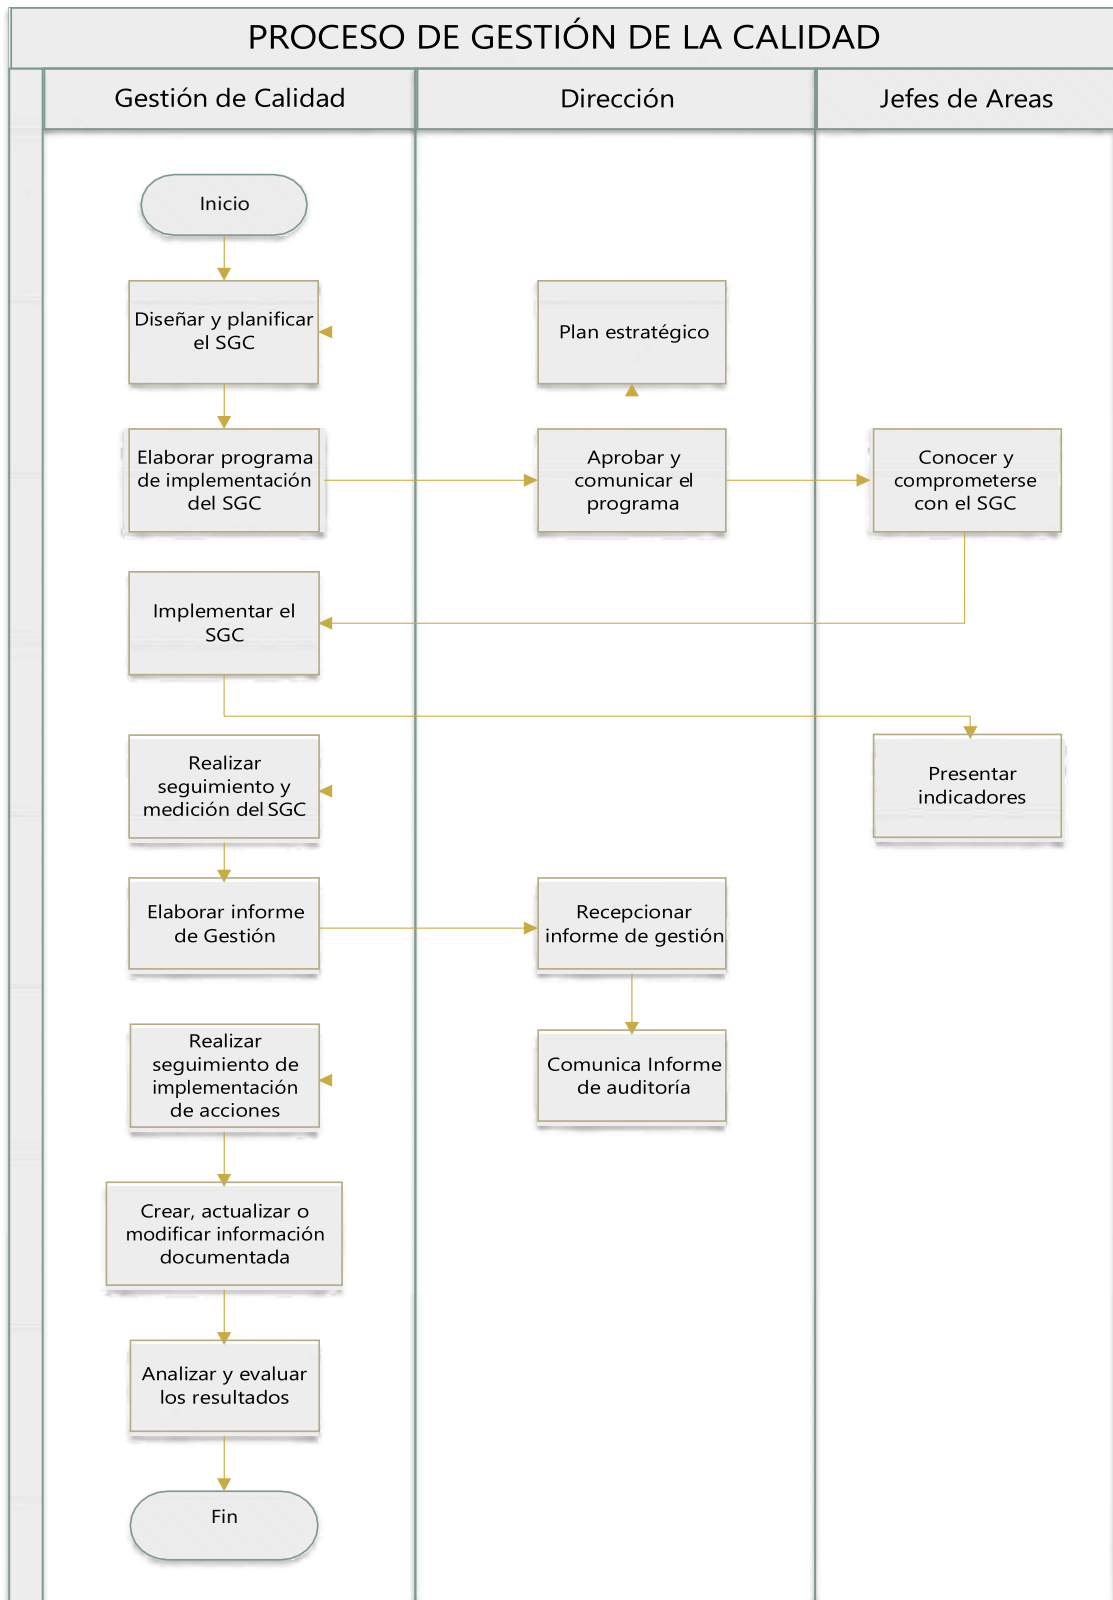 PROCESO DE GESTIÓN DE LA CALIDAD
Gestión de Calidad
Dirección
Jefes de Areas
Inicio
Diseñar y planificar
el SGC
Plan estratégico
Elaborar programa
de implementación
del SGC
Aprobar y
comunicar el
programa
Conocer y
comprometerse
con el SGC
Implementar el
SGC
Realizar
seguimiento y
medición del SGC
Presentar
indicadores
Elaborar informe
de Gestión
Recepcionar
informe de gestión
Realizar
seguimiento de
implementación
de acciones
Comunica Informe
de auditoría
Crear, actualizar o
modificar información
documentada
Analizar y evaluar
los resultados
Fin